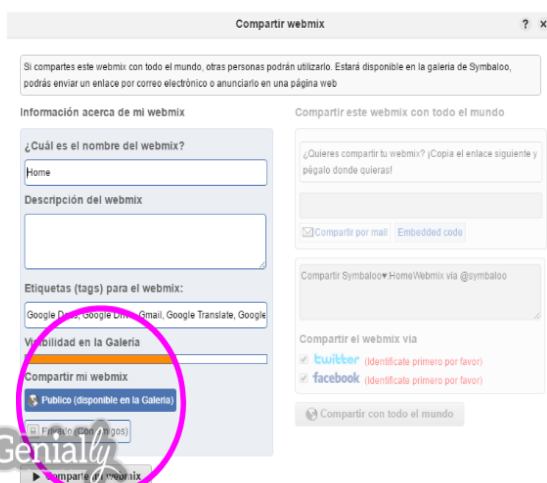 Compartir webmix
? x
Si compartes este webmix con todo el mundo, otras personas podrán utilizarlo. Estará disponible en la galería de Symbaloo,
podrás enviar un enlace por correo electrónico o anunciarlo en una página web
Información acerca de mi webmix
¿Cuál es el nombre del webmix?
Home
Descripción del webmix
Etiquetas (tags) para el webmix:
Google Docs, Google Drive, Gmail, Google Translate, Google
Visibilidad en la Galería
Compartir mi webmix
Publico (disponible en la Galería)
Privado (Con amigos)
Genially
Comparte mi webmix
Compartir este webmix con todo el mundo
¿Quieres compartir tu webmix? ¡Copia el enlace siguiente y
pégalo donde quieras!
Compartir por mail Embedded code
Compartir Symbaloo♥HomeWebmix via @symbaloo
Compartir el webmix via
twitter (Identifícate primero por favor)
facebook (Identifícate primero por favor)
Compartir con todo el mundo